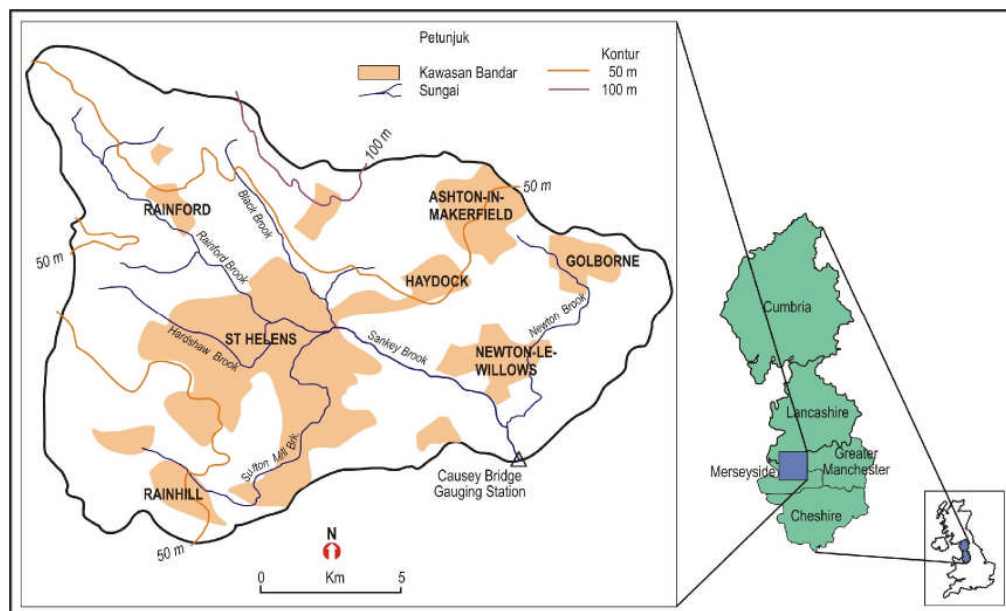 Petunjuk
Kawasan Bandar
Sungai
Kontur
50 m
100 m
100 m
50 m
ASHTON-IN-
MAKERFIELD
RAINFORD
Black Brook
Rainford Brook
50 m
GOLBORNE
HAYDOCK
Newton Brook
ST HELENS
Hardshaw Brook
Sankey Brook
NEWTON-LE-
WILLOWS
Sutton Mill Brk.
RAINHILL
Causey Bridge
Gauging Station
50 m
N
0 5
Km
Cumbria
Lancashire
Greater
Manchester
Merseyside
Cheshire